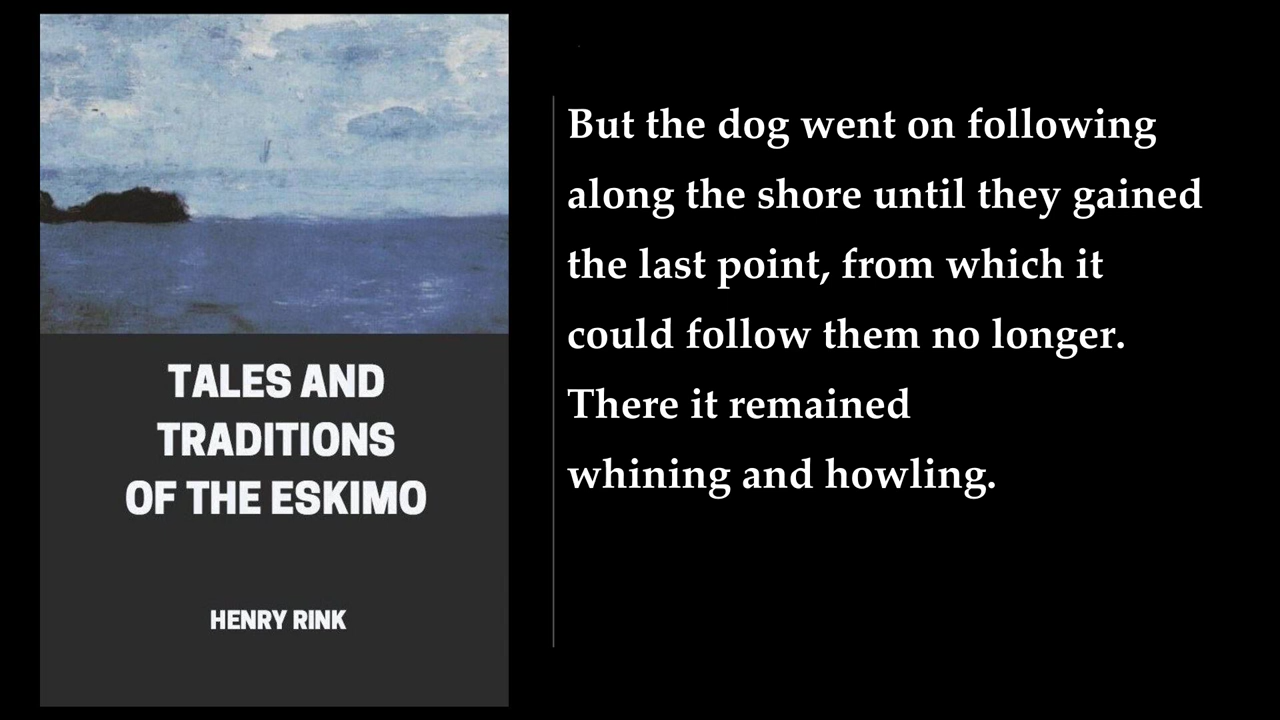 TALES AND
TRADITIONS
OF THE ESKIMO
HENRY RINK
But the dog went on following
along the shore until they gained
the last point, from which it
could follow them no longer.
There it remained
whining and howling.